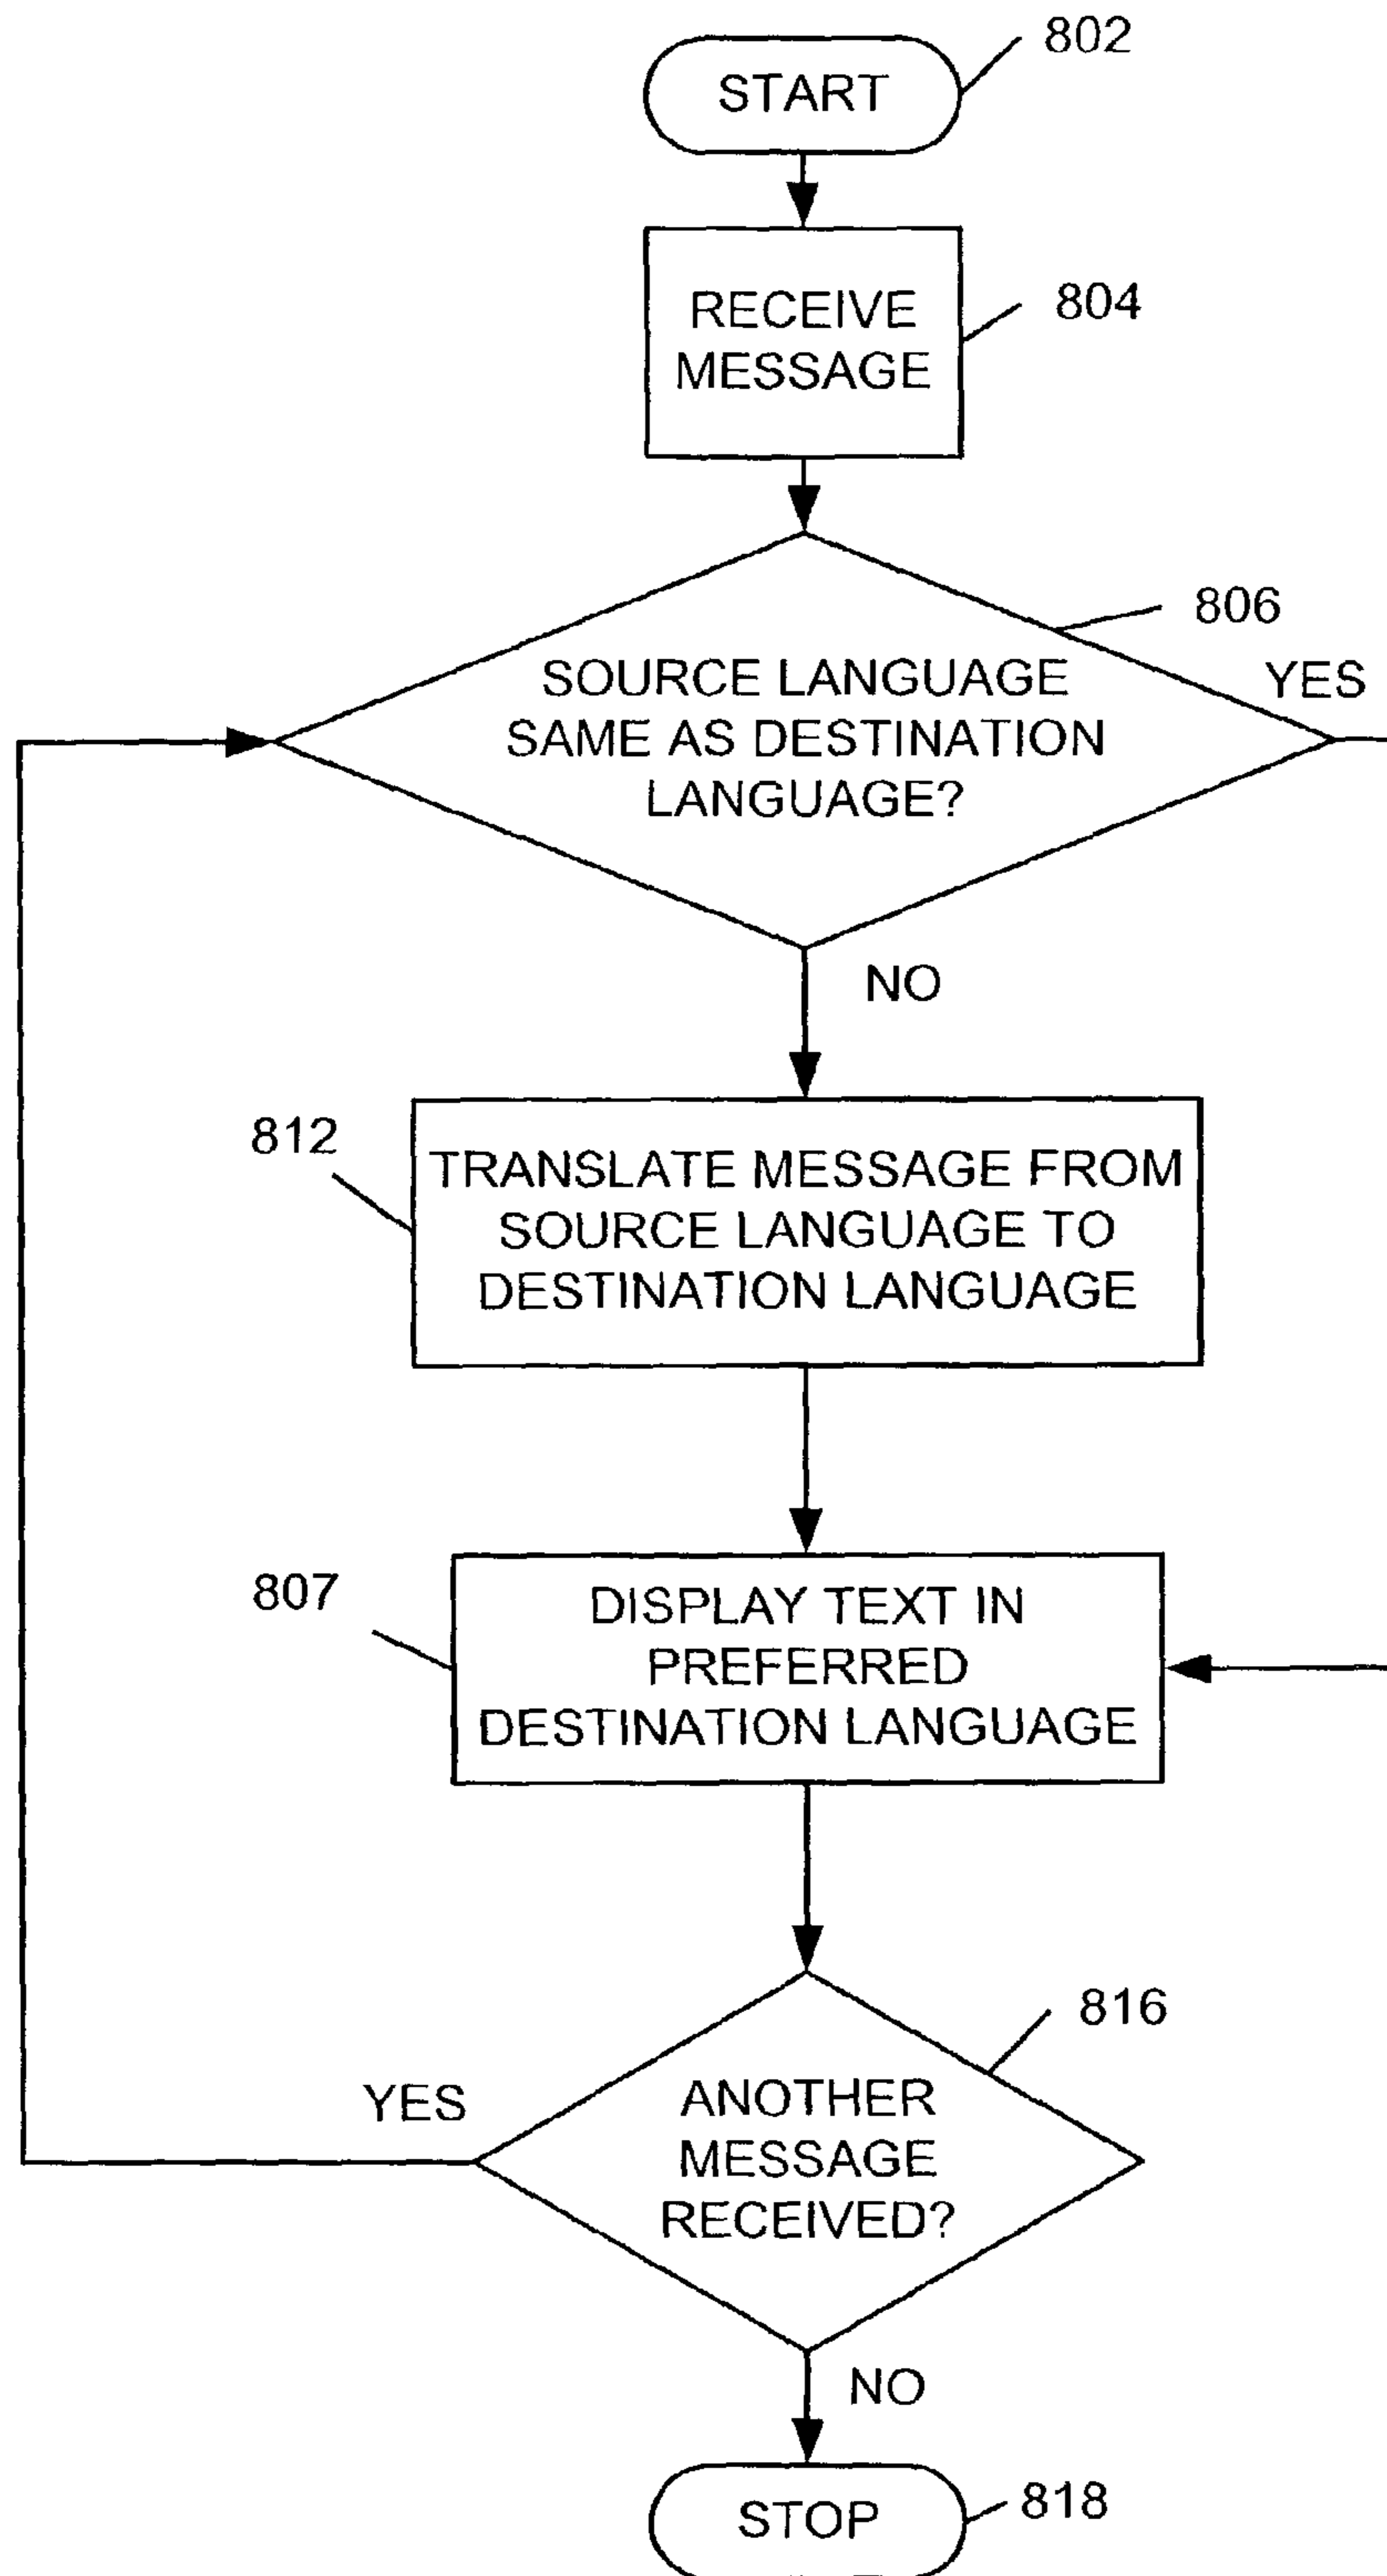 802
START
RECEIVE
MESSAGE
804
806
SOURCE LANGUAGE
SAME AS DESTINATION
LANGUAGE?
YES
NO
812
TRANSLATE MESSAGE FROM
SOURCE LANGUAGE TO
DESTINATION LANGUAGE
807
DISPLAY TEXT IN
PREFERRED
DESTINATION LANGUAGE
816
YES
ANOTHER
MESSAGE
RECEIVED?
NO
STOP
818